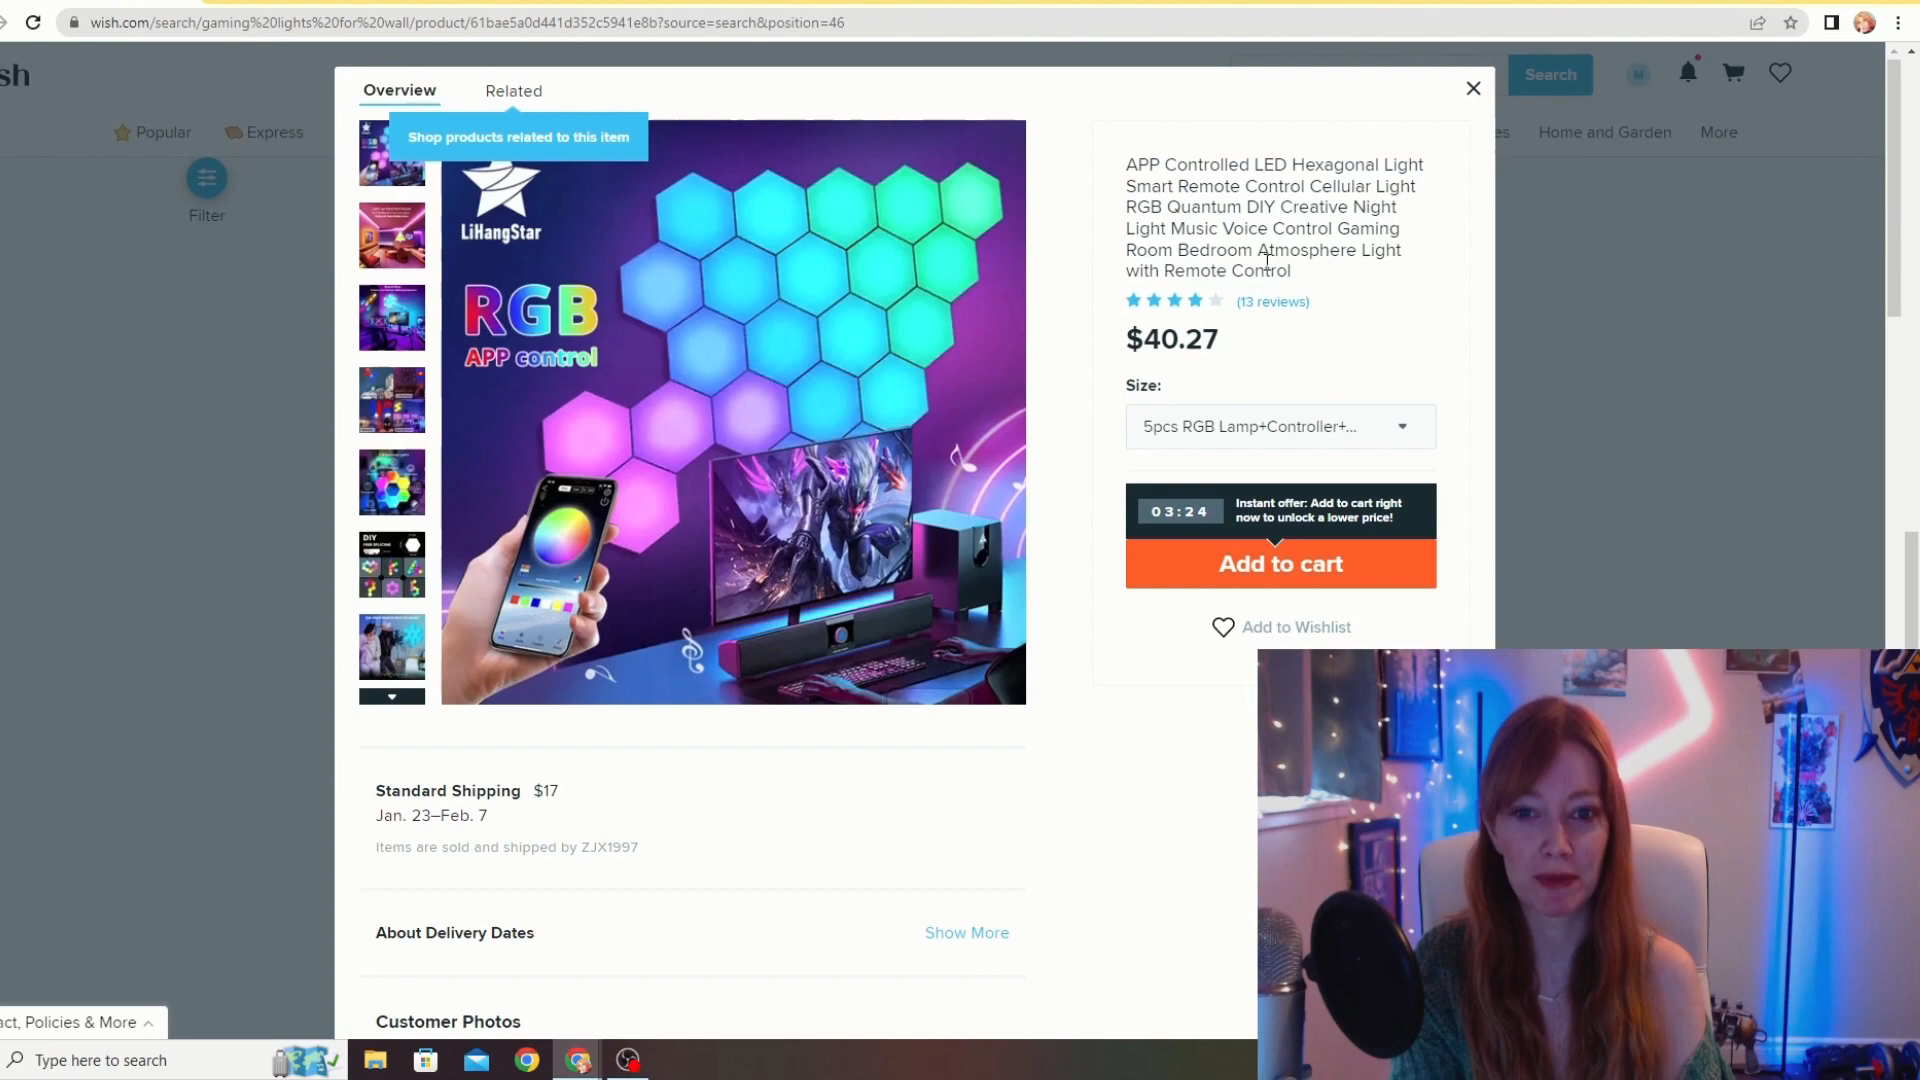 wish.com/search/gaming%20lights%20for%20wall/product/61bae5a0d441d352c5941e8b?source=search&position=46
sh
Search
M
Popular
Express
es
Home and Garden
More
Filter
Overview
Related
Shop products related to this item
LiHangStar
RGB
APP control
DIY
APP Controlled LED Hexagonal Light
Smart Remote Control Cellular Light
RGB Quantum DIY Creative Night
Light Music Voice Control Gaming
Room Bedroom Atmosphere Light
with Remote Control
(13 reviews)
$40.27
Size:
5pcs RGB Lamp+Controller+...
03:24
Instant offer: Add to cart right
now to unlock a lower price!
Add to cart
Add to Wishlist
Standard Shipping $17
Jan. 23–Feb. 7
Items are sold and shipped by ZJX1997
About Delivery Dates
Show More
Customer Photos
act, Policies & More
Type here to search